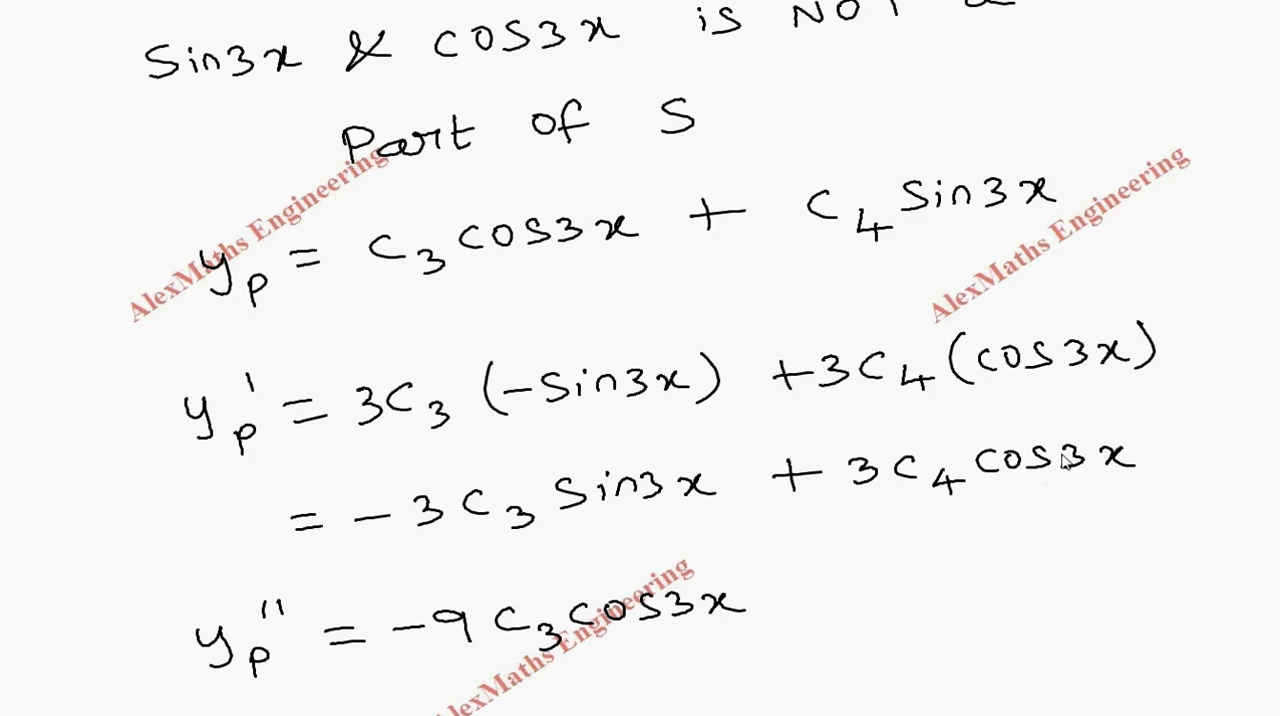 Sin3x & cos3x is NOT
Part of S
yp = c3 cos3x + c4 sin3x
yp' = 3c3 (-sin3x) + 3c4 (cos3x)
= -3c3 sin3x + 3c4 cos3x
yp'' = -9c3 cos3x
AlexMaths Engineering
AlexMaths Engineering
AlexMaths Engineering